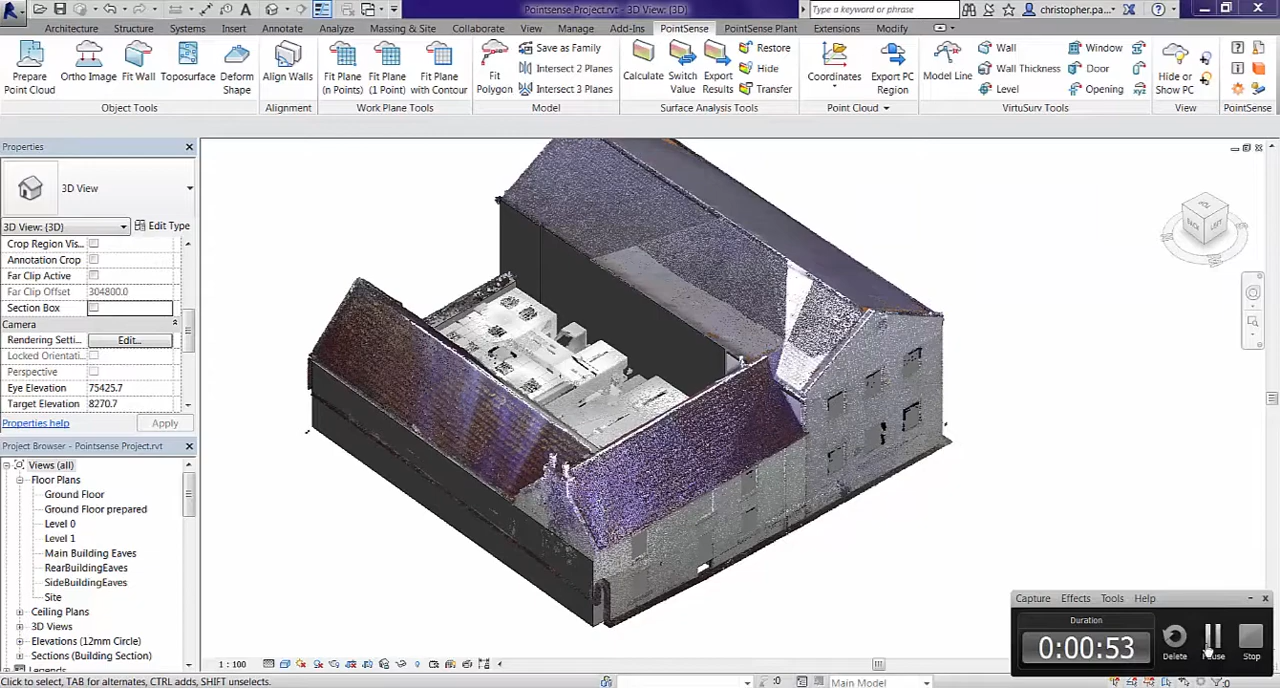 Pointsense Project.rvt - 3D View: {3D}
Type a keyword or phrase
christopher.pa...
Architecture Structure Systems Insert Annotate Analyze Massing & Site Collaborate View Manage Add-Ins PointSense PointSense Plant Extensions Modify
Prepare Point Cloud
Ortho Image
Fit Wall
Toposurface
Deform Shape
Align Walls
Fit Plane (n Points)
Fit Plane (1 Point)
Fit Plane with Contour
Fit Polygon
Save as Family
Intersect 2 Planes
Intersect 3 Planes
Calculate
Switch Value
Export Results
Restore
Hide
Transfer
Coordinates
Export PC Region
Model Line
Wall
Wall Thickness
Level
Window
Door
Opening
Hide or Show PC
Object Tools
Alignment
Work Plane Tools
Model
Surface Analysis Tools
Point Cloud
VirtuSurv Tools
View
PointSense
Properties
3D View
3D View: {3D}
Edit Type
Crop Region Vis...
Annotation Crop
Far Clip Active
Far Clip Offset 304800.0
Section Box
Camera
Rendering Setti... Edit...
Locked Orientati...
Perspective
Eye Elevation 75425.7
Target Elevation 8270.7
Properties help Apply
Project Browser - Pointsense Project.rvt
Views (all)
Floor Plans
Ground Floor
Ground Floor prepared
Level 0
Level 1
Main Building Eaves
RearBuildingEaves
SideBuildingEaves
Site
Ceiling Plans
3D Views
Elevations (12mm Circle)
Sections (Building Section)
Legends
BACK
LEFT
Capture Effects Tools Help
Duration
0:00:53
Delete
Pause
Stop
1 : 100
Click to select, TAB for alternates, CTRL adds, SHIFT unselects.
:0
Main Model
:0